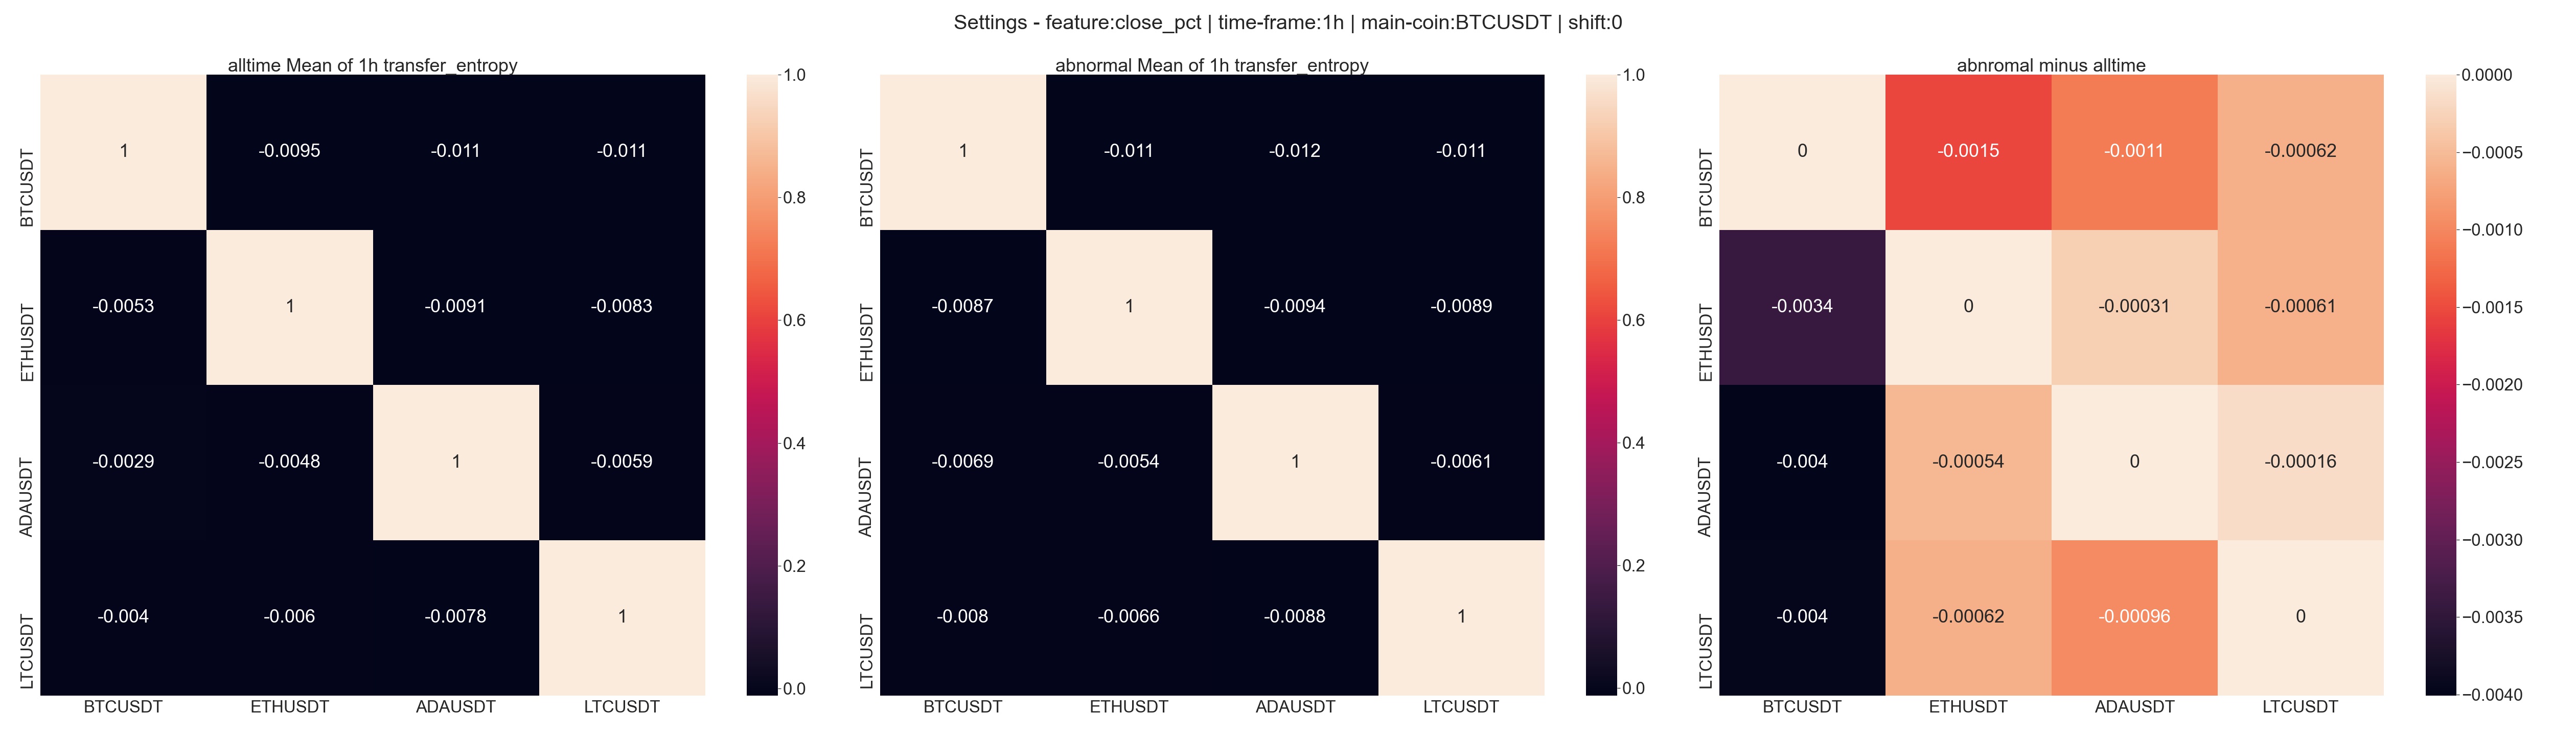 Settings - feature:close_pct | time-frame:1h | main-coin:BTCUSDT | shift:0
alltime Mean of 1h transfer_entropy
BTCUSDT
ETHUSDT
ADAUSDT
LTCUSDT
1 -0.0095 -0.011 -0.011
-0.0053 1 -0.0091 -0.0083
-0.0029 -0.0048 1 -0.0059
-0.004 -0.006 -0.0078 1
BTCUSDT ETHUSDT ADAUSDT LTCUSDT
1.0
0.8
0.6
0.4
0.2
0.0
abnormal Mean of 1h transfer_entropy
BTCUSDT
ETHUSDT
ADAUSDT
LTCUSDT
1 -0.011 -0.012 -0.011
-0.0087 1 -0.0094 -0.0089
-0.0069 -0.0054 1 -0.0061
-0.008 -0.0066 -0.0088 1
BTCUSDT ETHUSDT ADAUSDT LTCUSDT
1.0
0.8
0.6
0.4
0.2
0.0
abnromal minus alltime
BTCUSDT
ETHUSDT
ADAUSDT
LTCUSDT
0 -0.0015 -0.0011 -0.00062
-0.0034 0 -0.00031 -0.00061
-0.004 -0.00054 0 -0.00016
-0.004 -0.00062 -0.00096 0
BTCUSDT ETHUSDT ADAUSDT LTCUSDT
0.0000
−0.0005
−0.0010
−0.0015
−0.0020
−0.0025
−0.0030
−0.0035
−0.0040